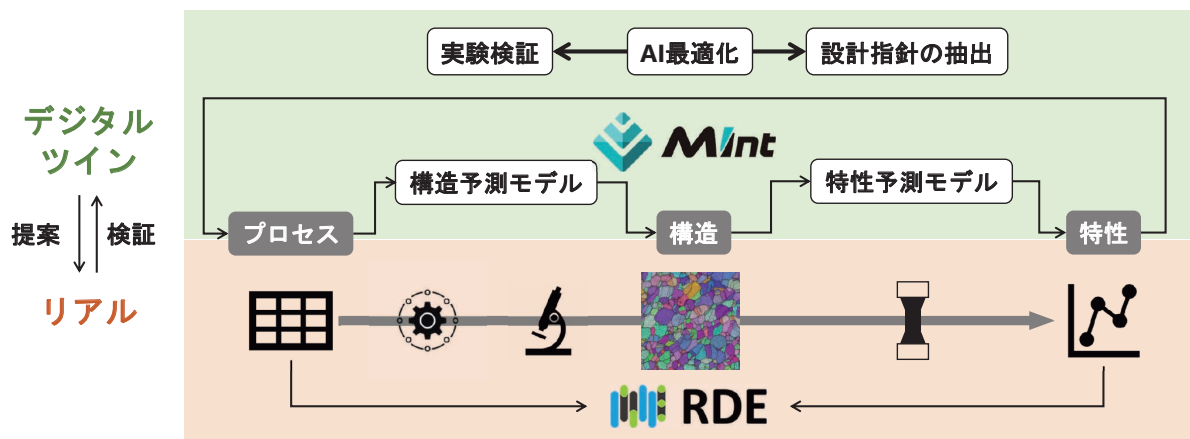 実験検証
AI最適化
設計指針の抽出
デジタル
ツイン
MInt
構造予測モデル
特性予測モデル
提案
検証
プロセス
構造
特性
リアル
RDE